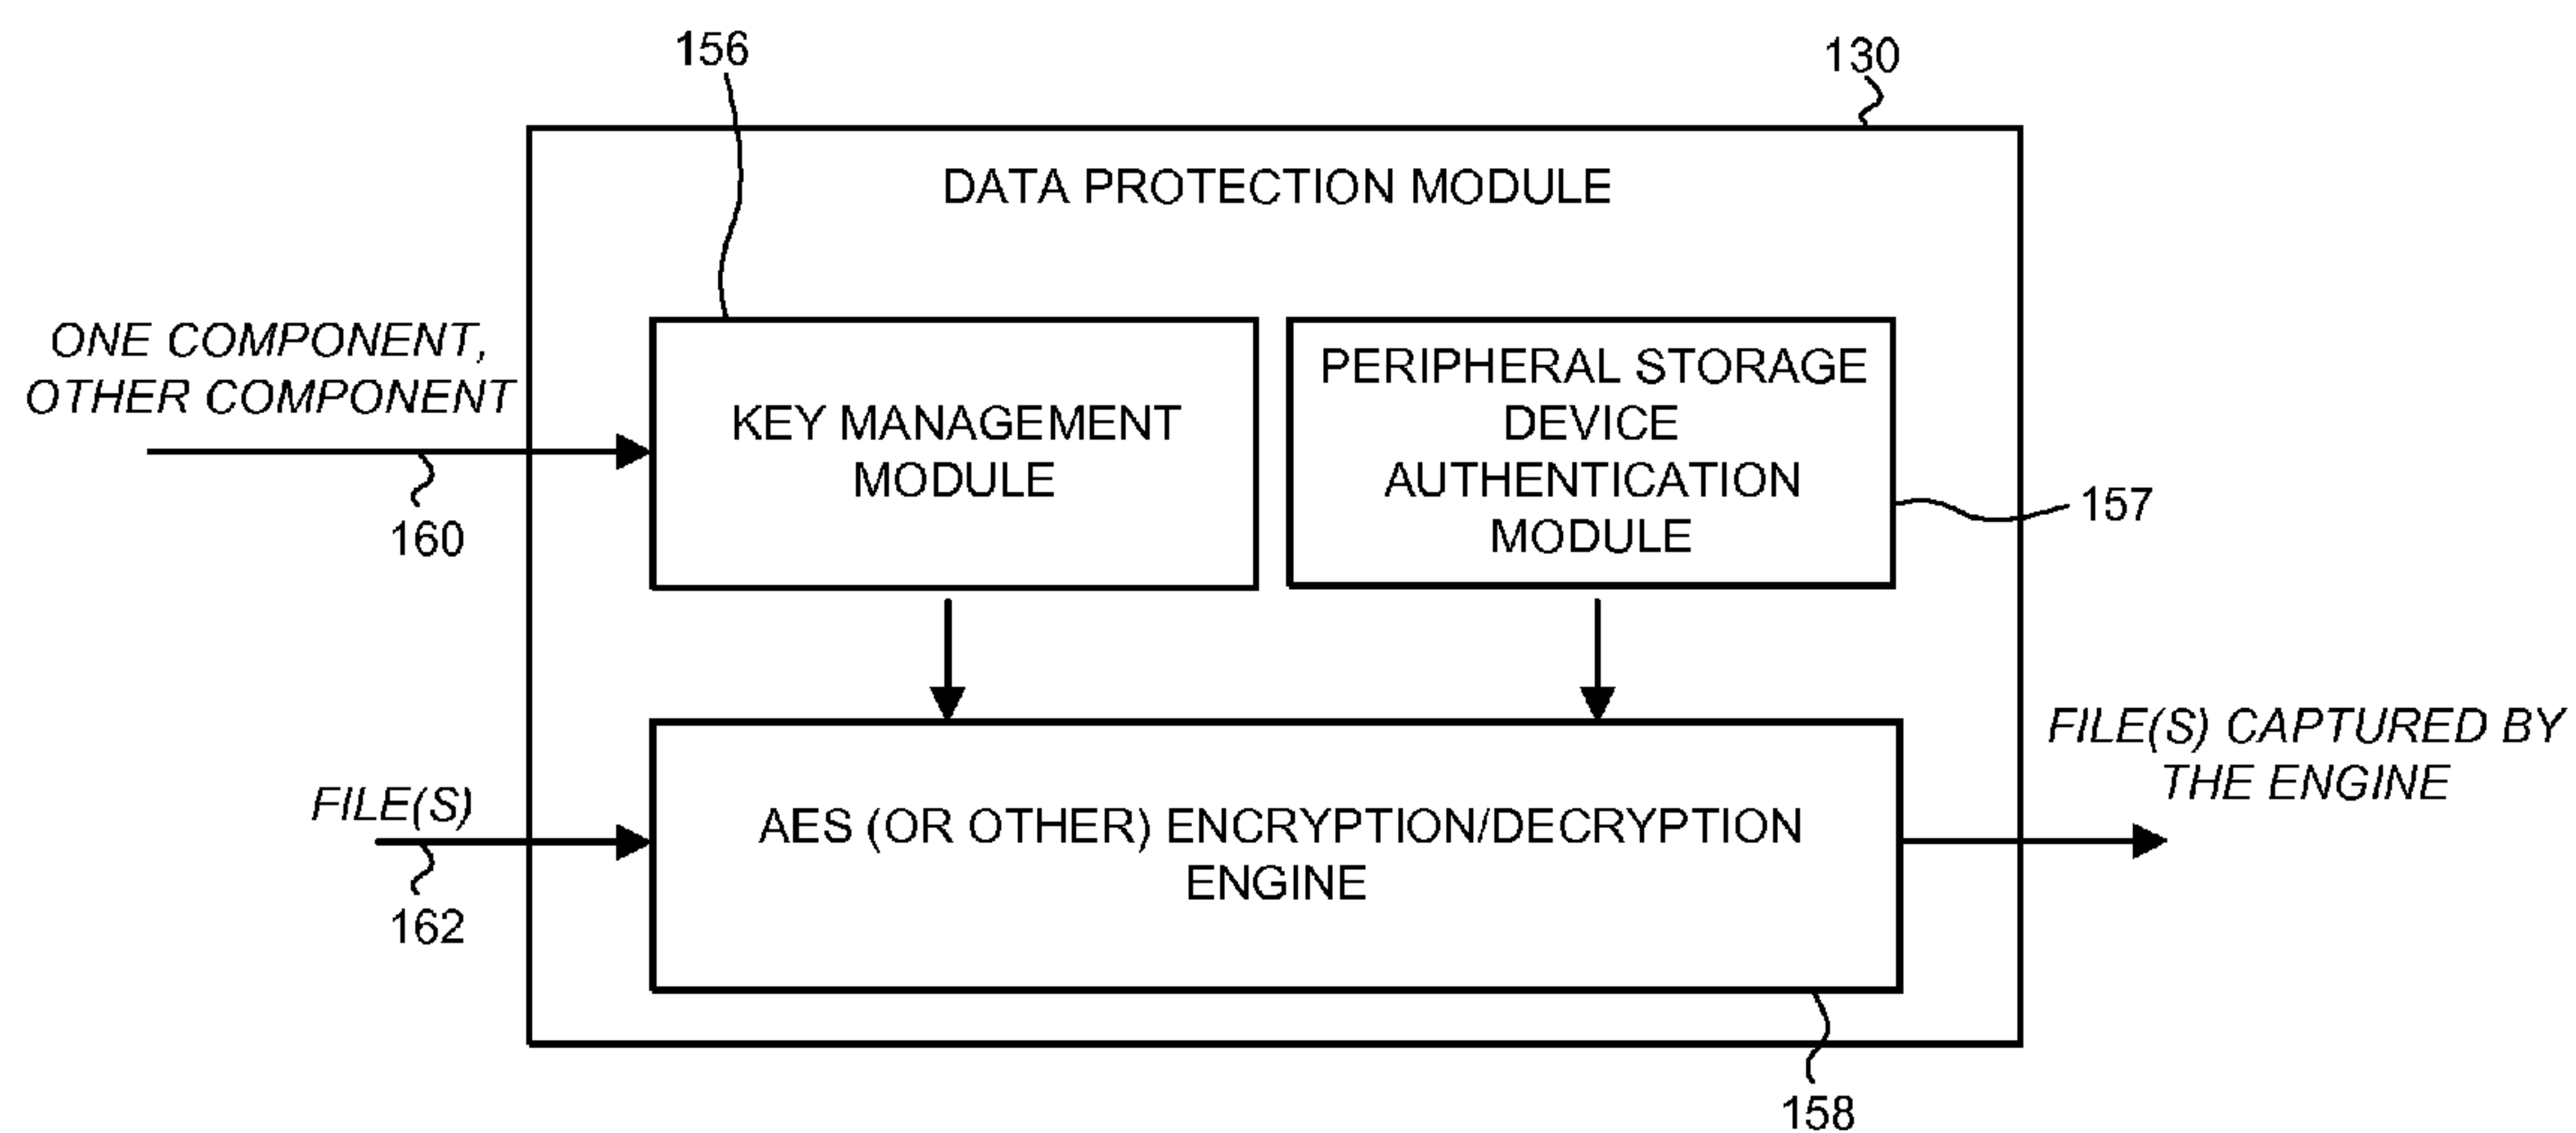 156
130
DATA PROTECTION MODULE
ONE COMPONENT,
OTHER COMPONENT
160
KEY MANAGEMENT
MODULE
PERIPHERAL STORAGE
DEVICE
AUTHENTICATION
MODULE
157
FILE(S)
162
AES (OR OTHER) ENCRYPTION/DECRYPTION
ENGINE
FILE(S) CAPTURED BY
THE ENGINE
158